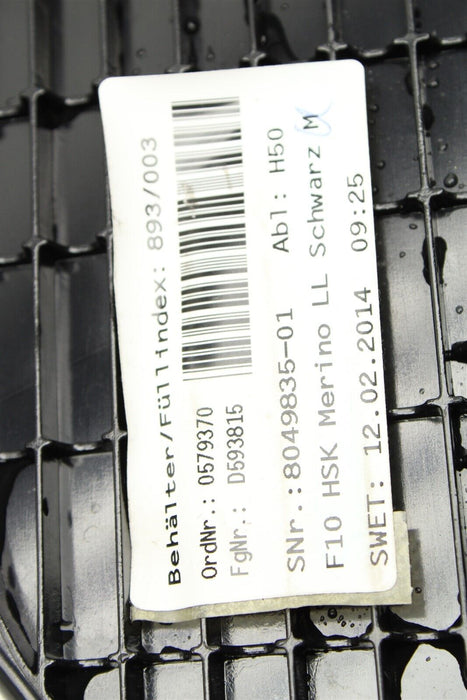 Behälter/Füllindex: 893/003
OrdNr.: 0579370
FgNr.: D593815
SNr.:8049835-01 Abl: H50
F10 HSK Merino LL Schwarz M
SWET: 12.02.2014 09:25